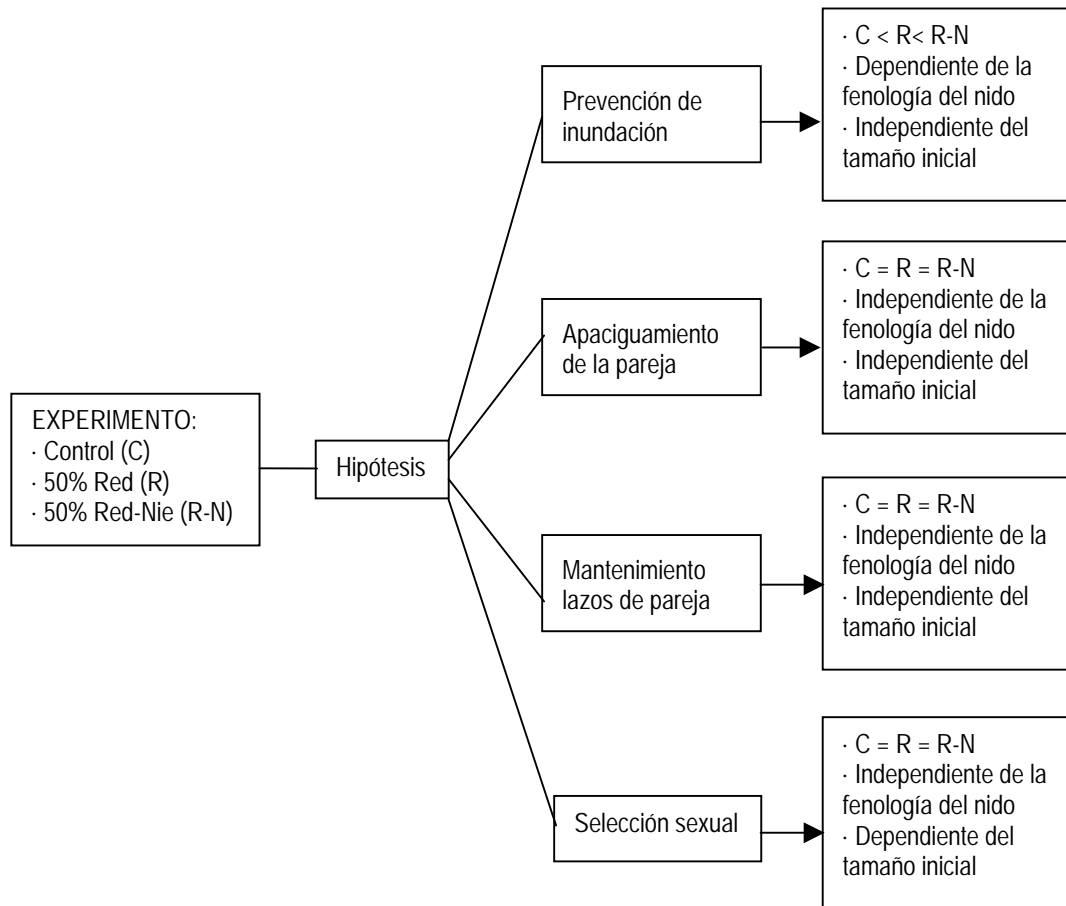 EXPERIMENTO:
· Control (C)
· 50% Red (R)
· 50% Red-Nie (R-N)
Hipótesis
Prevención de
inundación
· C < R< R-N
· Dependiente de la
fenología del nido
· Independiente del
tamaño inicial
Apaciguamiento
de la pareja
· C = R = R-N
· Independiente de la
fenología del nido
· Independiente del
tamaño inicial
Mantenimiento
lazos de pareja
· C = R = R-N
· Independiente de la
fenología del nido
· Independiente del
tamaño inicial
Selección sexual
· C = R = R-N
· Independiente de la
fenología del nido
· Dependiente del
tamaño inicial